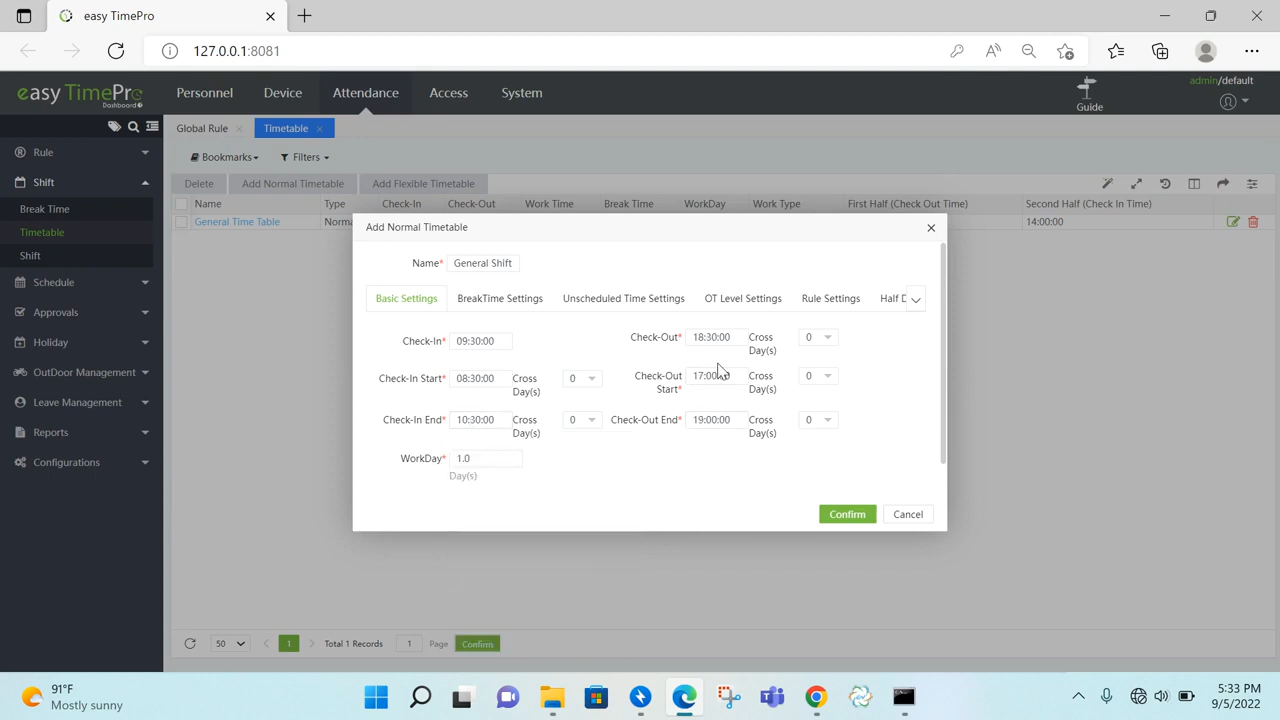 easy TimePro
127.0.0.1:8081
easy TimePro
Dashboard
Personnel
Device
Attendance
Access
System
Guide
admin/default
Rule
Shift
Break Time
Timetable
Shift
Schedule
Approvals
Holiday
OutDoor Management
Leave Management
Reports
Configurations
Global Rule
Timetable
Bookmarks
Filters
Delete
Add Normal Timetable
Add Flexible Timetable
Name Type Check-In Check-Out Work Time Break Time WorkDay Work Type First Half (Check Out Time) Second Half (Check In Time)
General Time Table Norma 14:00:00
Add Normal Timetable
Name* General Shift
Basic Settings BreakTime Settings Unscheduled Time Settings OT Level Settings Rule Settings Half D
Check-In* 09:30:00
Check-Out* 18:30:00 Cross Day(s) 0
Check-In Start* 08:30:00 Cross Day(s) 0
Check-Out Start* 17:00 Cross Day(s) 0
Check-In End* 10:30:00 Cross Day(s) 0
Check-Out End* 19:00:00 Cross Day(s) 0
WorkDay* 1.0
Day(s)
Confirm
Cancel
50
1
Total 1 Records
1
Page
Confirm
91°F
Mostly sunny
5:33 PM
9/5/2022